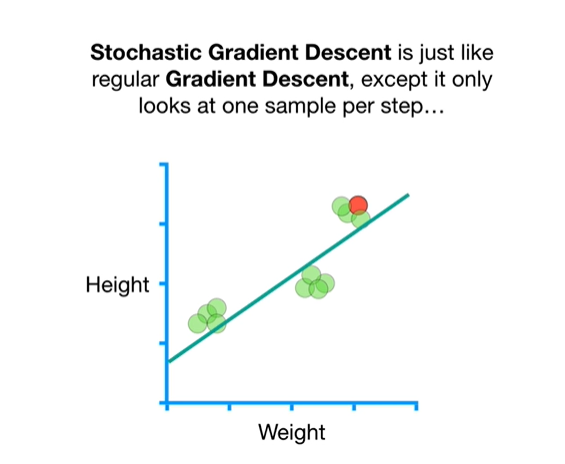 Stochastic Gradient Descent is just like
regular Gradient Descent, except it only
looks at one sample per step…
Height
Weight